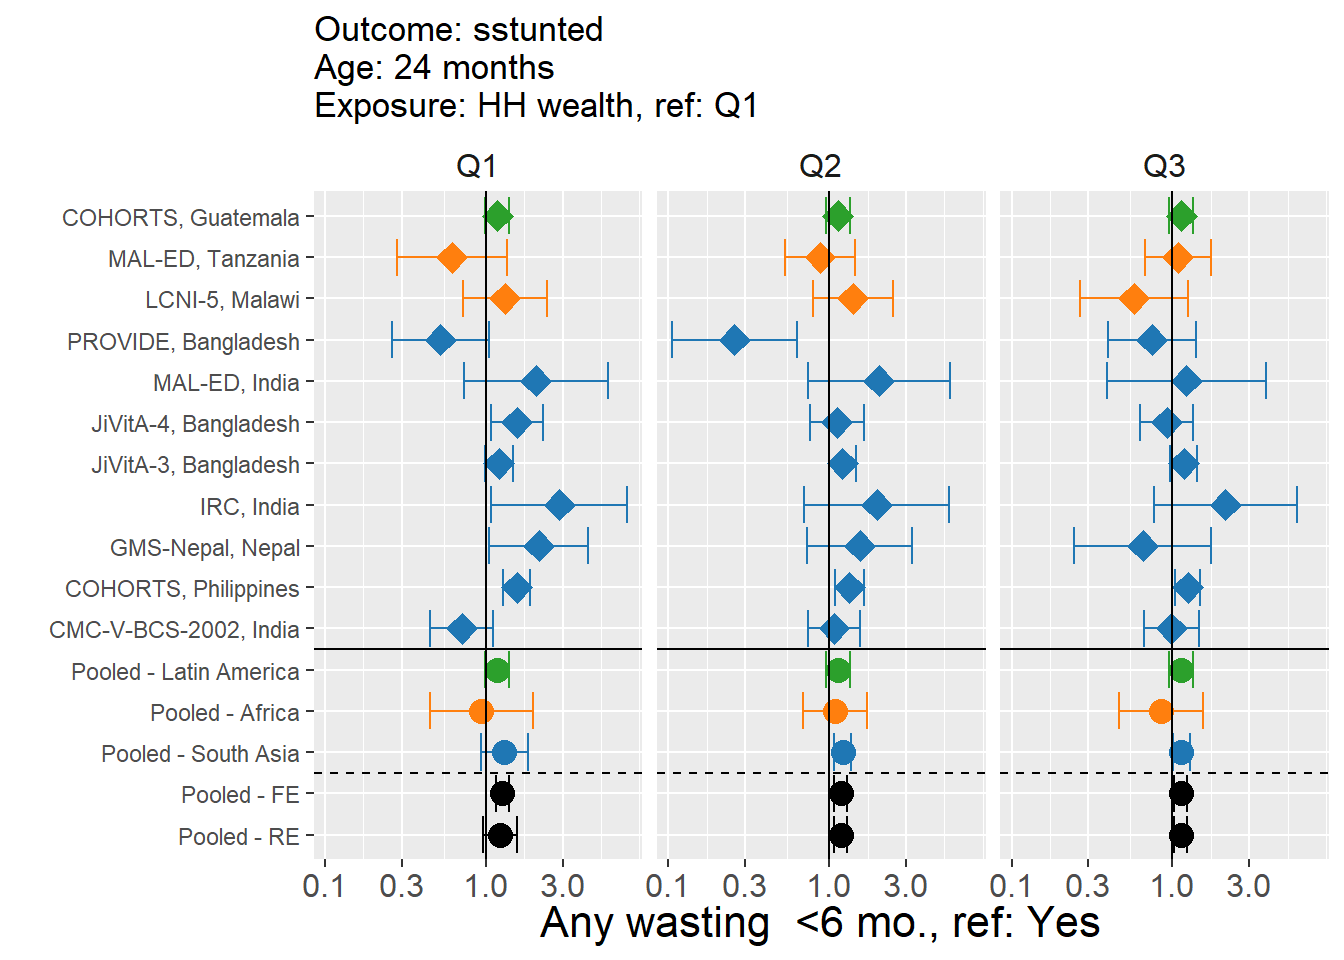 Outcome: sstunted
Age: 24 months
Exposure: HH wealth, ref: Q1
Q1 Q2 Q3
COHORTS, Guatemala
MAL-ED, Tanzania
LCNI-5, Malawi
PROVIDE, Bangladesh
MAL-ED, India
JiVitA-4, Bangladesh
JiVitA-3, Bangladesh
IRC, India
GMS-Nepal, Nepal
COHORTS, Philippines
CMC-V-BCS-2002, India
Pooled - Latin America
Pooled - Africa
Pooled - South Asia
Pooled - FE
Pooled - RE
0.1 0.3 1.0 3.0 0.1 0.3 1.0 3.0 0.1 0.3 1.0 3.0
Any wasting  <6 mo., ref: Yes